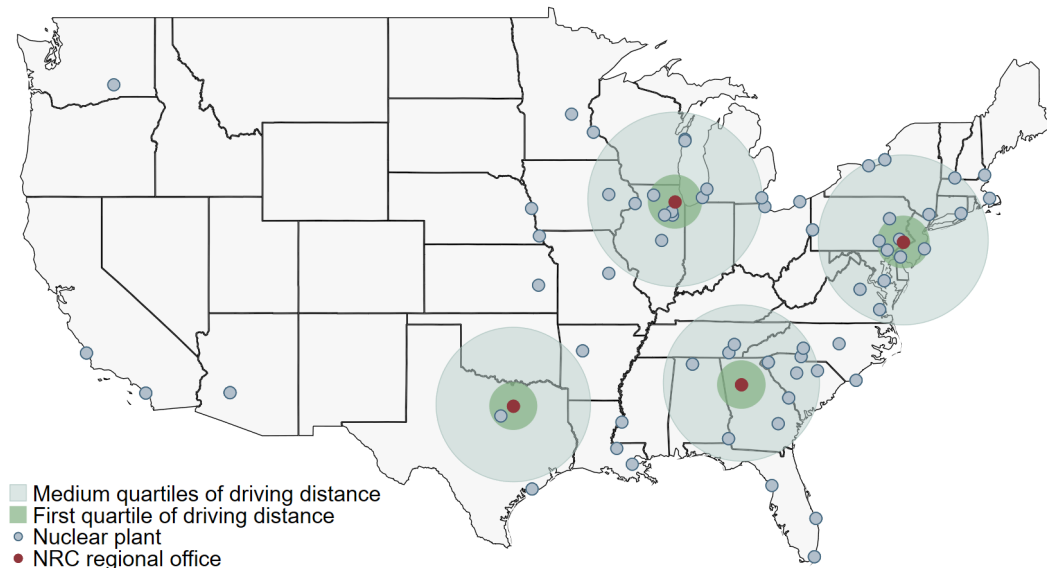 Medium quartiles of driving distance
First quartile of driving distance
Nuclear plant
NRC regional office